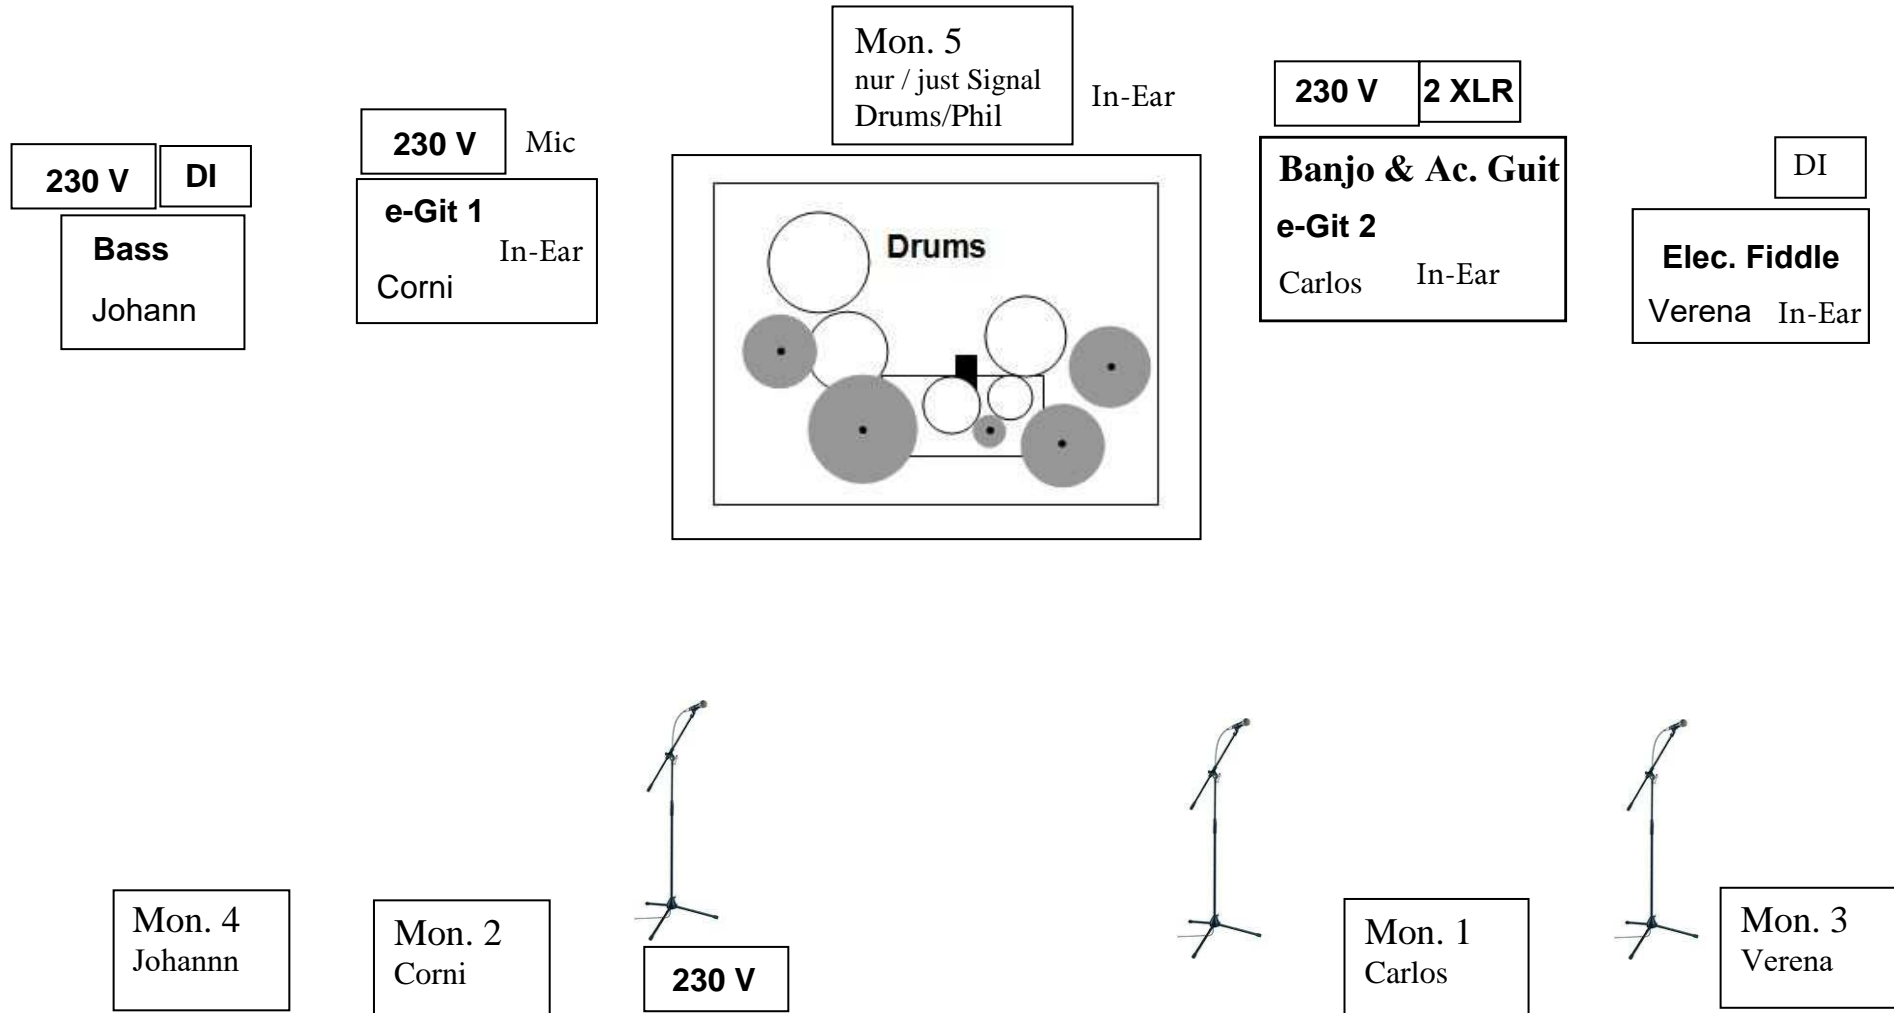 Mon. 5
nur / just Signal
Drums/Phil
In-Ear
230 V
2 XLR
230 V
Mic
230 V
DI
DI
Banjo & Ac. Guit
e-Git 2
Carlos
In-Ear
e-Git 1
In-Ear
Corni
Bass
Johann
Drums
Elec. Fiddle
Verena
In-Ear
Mon. 4
Johannn
Mon. 2
Corni
230 V
Mon. 1
Carlos
Mon. 3
Verena